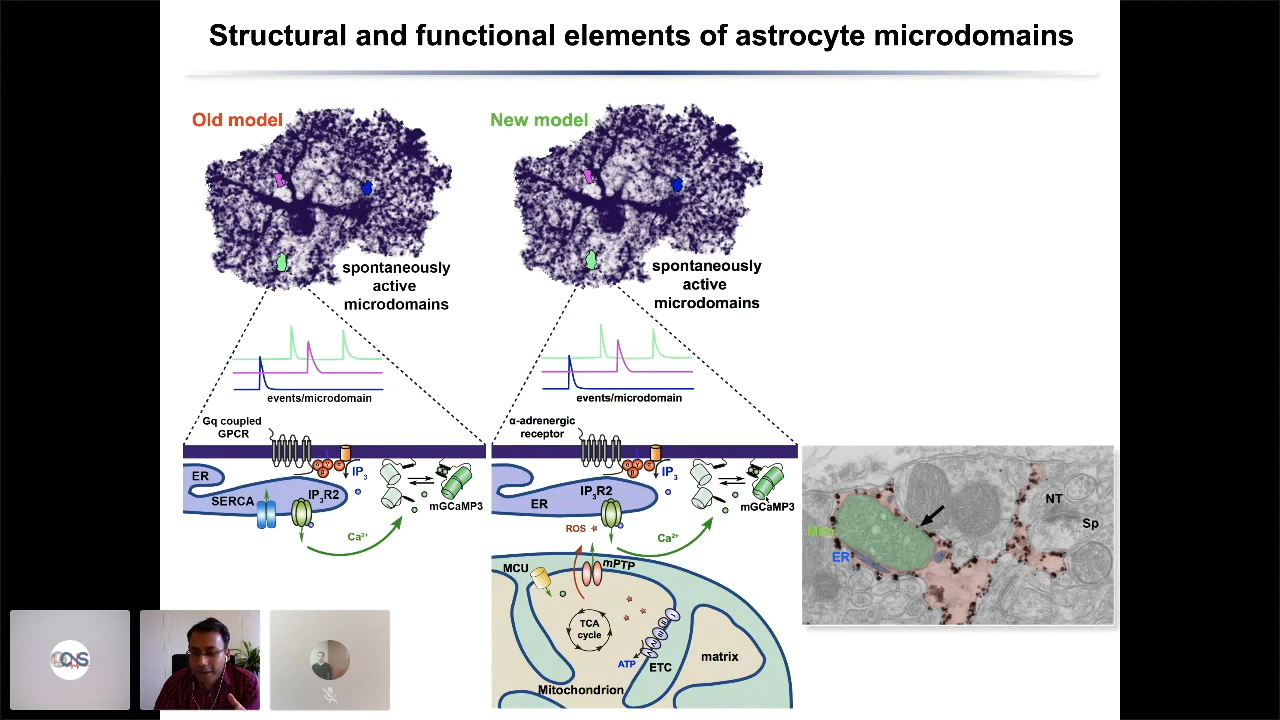 Structural and functional elements of astrocyte microdomains
Old model
spontaneously
active
microdomains
events/microdomain
Gq coupled
GPCR
IP3
ER
SERCA
IP3R2
mGCaMP3
Ca2+
New model
spontaneously
active
microdomains
events/microdomain
α-adrenergic
receptor
IP3
IP3R2
ER
mGCaMP3
ROS
Ca2+
MCU
mPTP
TCA
cycle
ATP
ETC
matrix
Mitochondrion
NT
Sp
ER